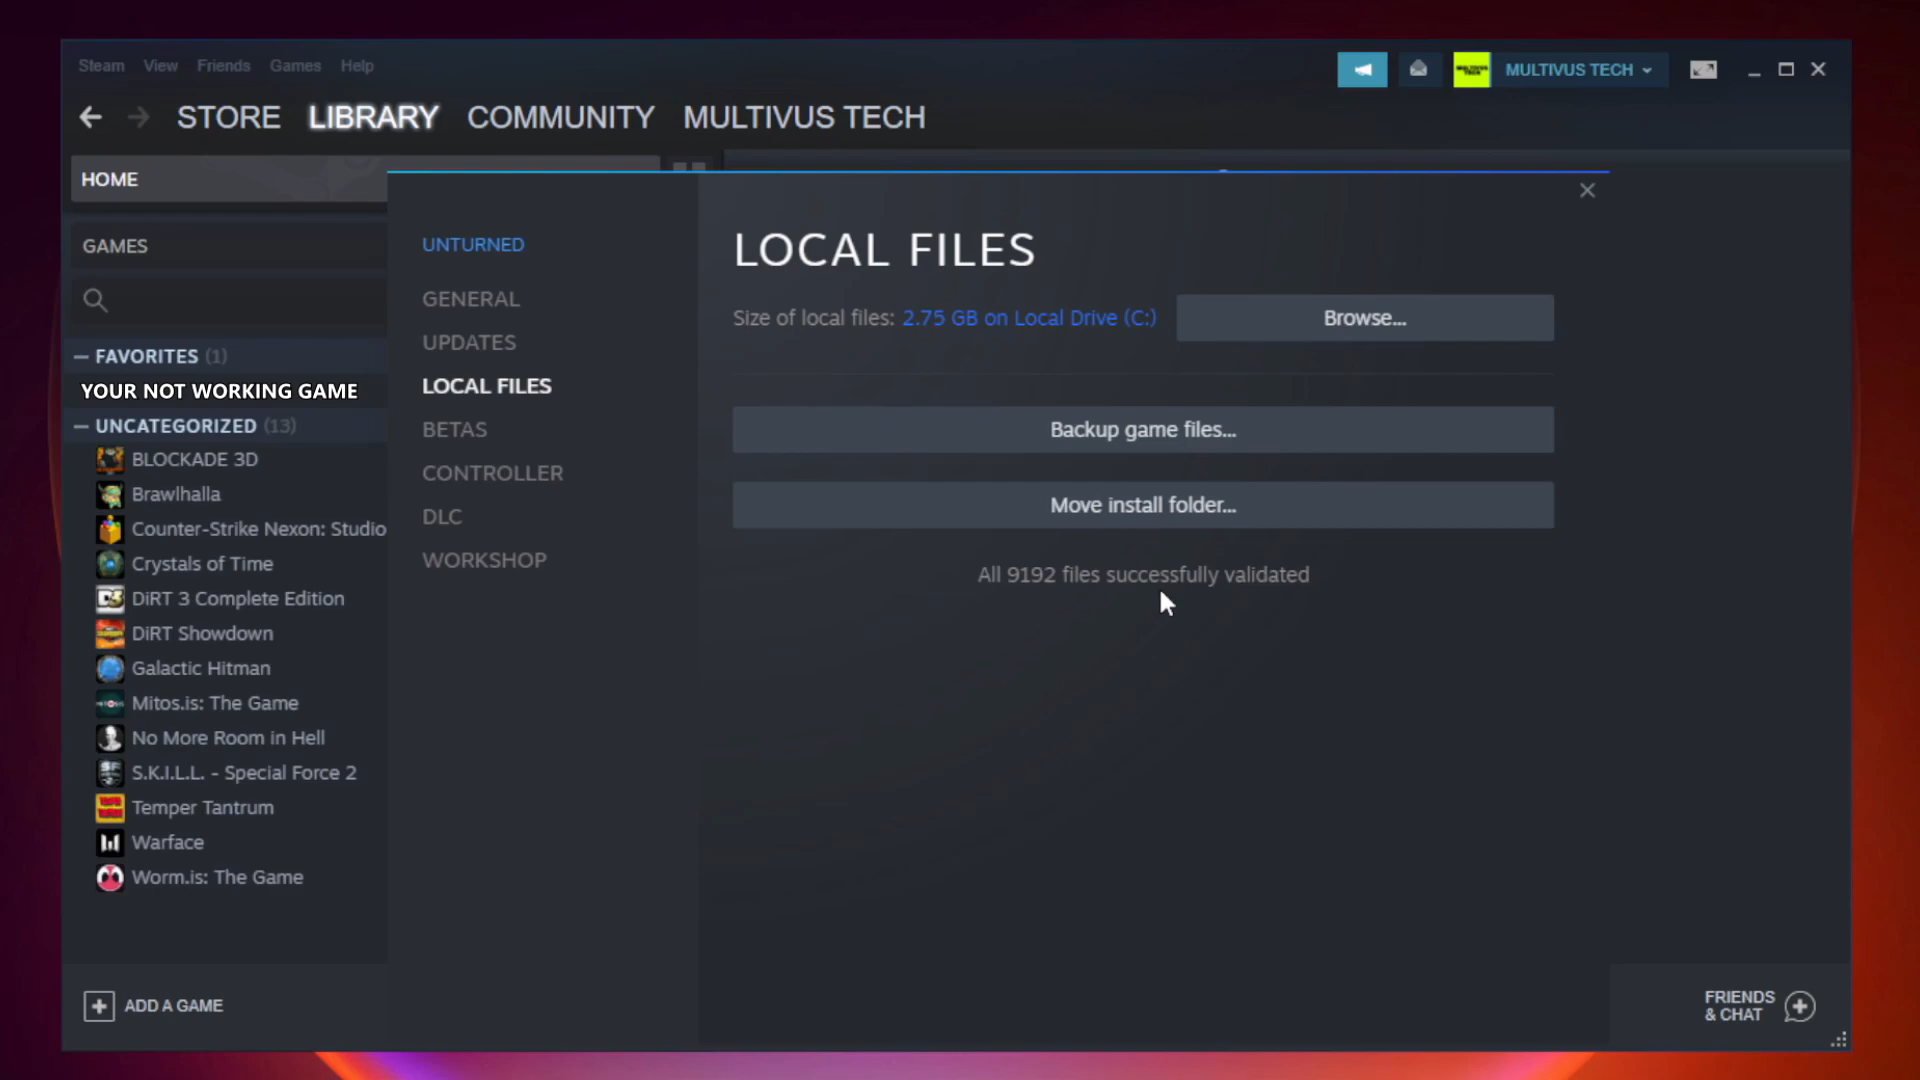 Steam View Friends Games Help
MULTIVUS TECH
STORE LIBRARY COMMUNITY MULTIVUS TECH
HOME
GAMES
— FAVORITES (1)
YOUR NOT WORKING GAME
— UNCATEGORIZED (13)
BLOCKADE 3D
Brawlhalla
Counter-Strike Nexon: Studio
Crystals of Time
DiRT 3 Complete Edition
DiRT Showdown
Galactic Hitman
Mitos.is: The Game
No More Room in Hell
S.K.I.L.L. - Special Force 2
Temper Tantrum
Warface
Worm.is: The Game
ADD A GAME
UNTURNED
GENERAL
UPDATES
LOCAL FILES
BETAS
CONTROLLER
DLC
WORKSHOP
LOCAL FILES
Size of local files: 2.75 GB on Local Drive (C:)
Browse...
Backup game files...
Move install folder...
All 9192 files successfully validated
FRIENDS
& CHAT